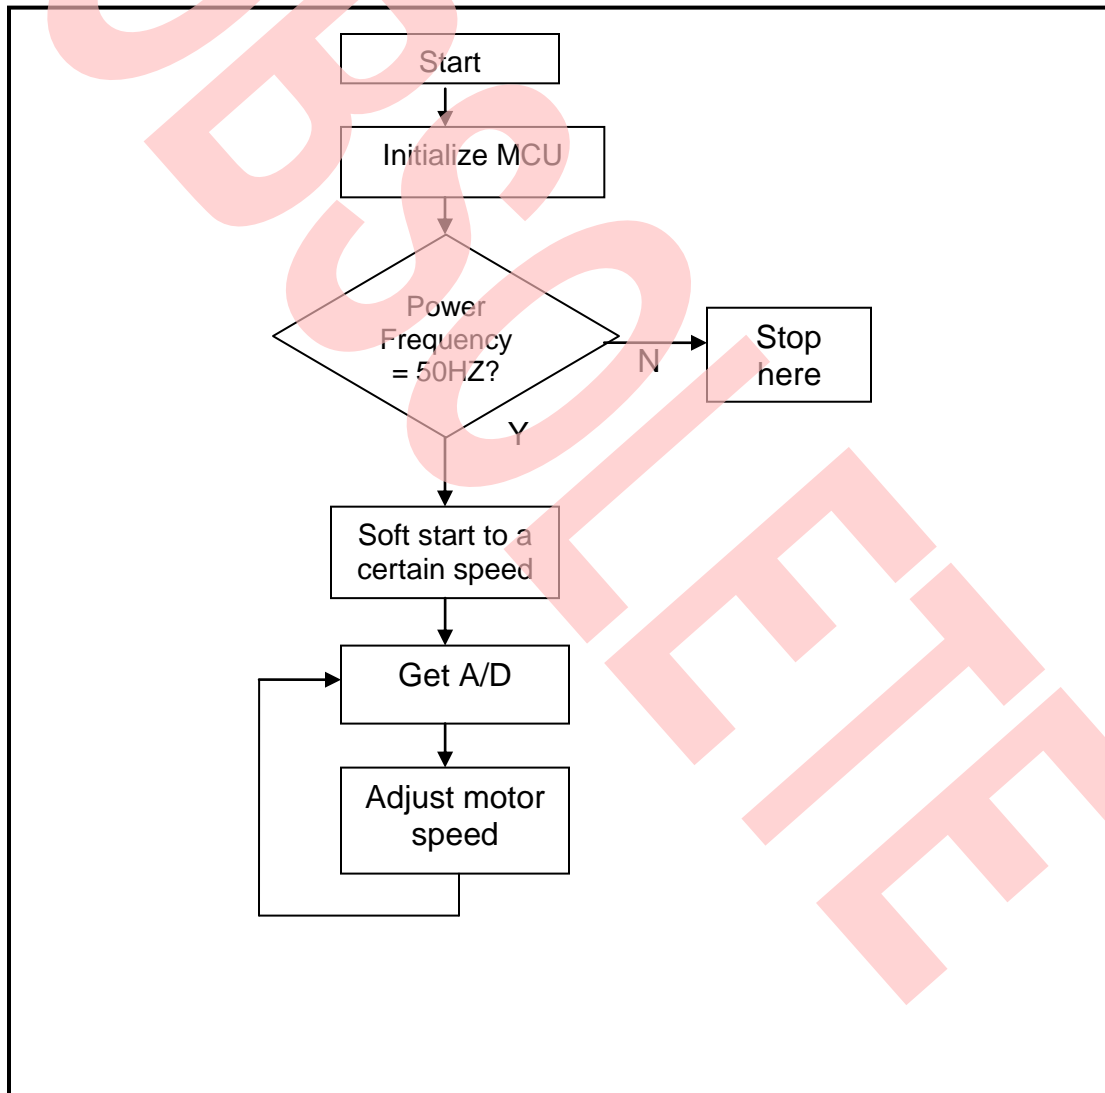 Start
Initialize MCU
Power
Frequency
= 50HZ?
N
Stop
here
Y
Soft start to a
certain speed
Get A/D
Adjust motor
speed
OBSOLETE